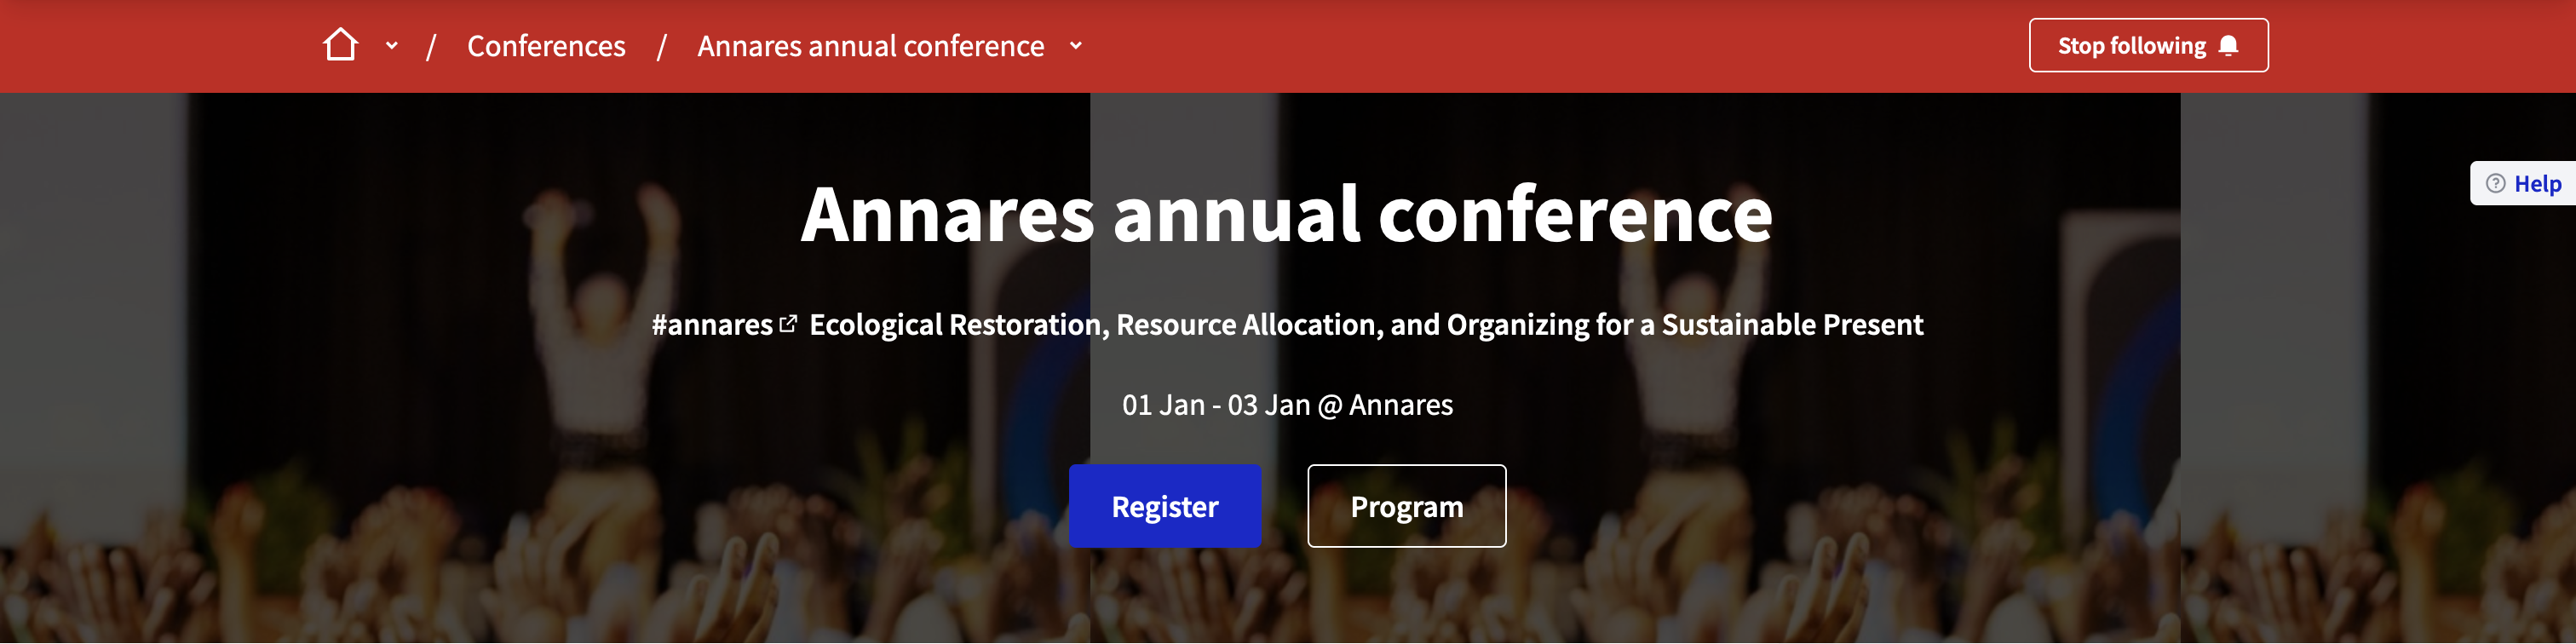 / Conferences / Annares annual conference
Stop following
Help
Annares annual conference
#annares Ecological Restoration, Resource Allocation, and Organizing for a Sustainable Present
01 Jan - 03 Jan @ Annares
Register
Program